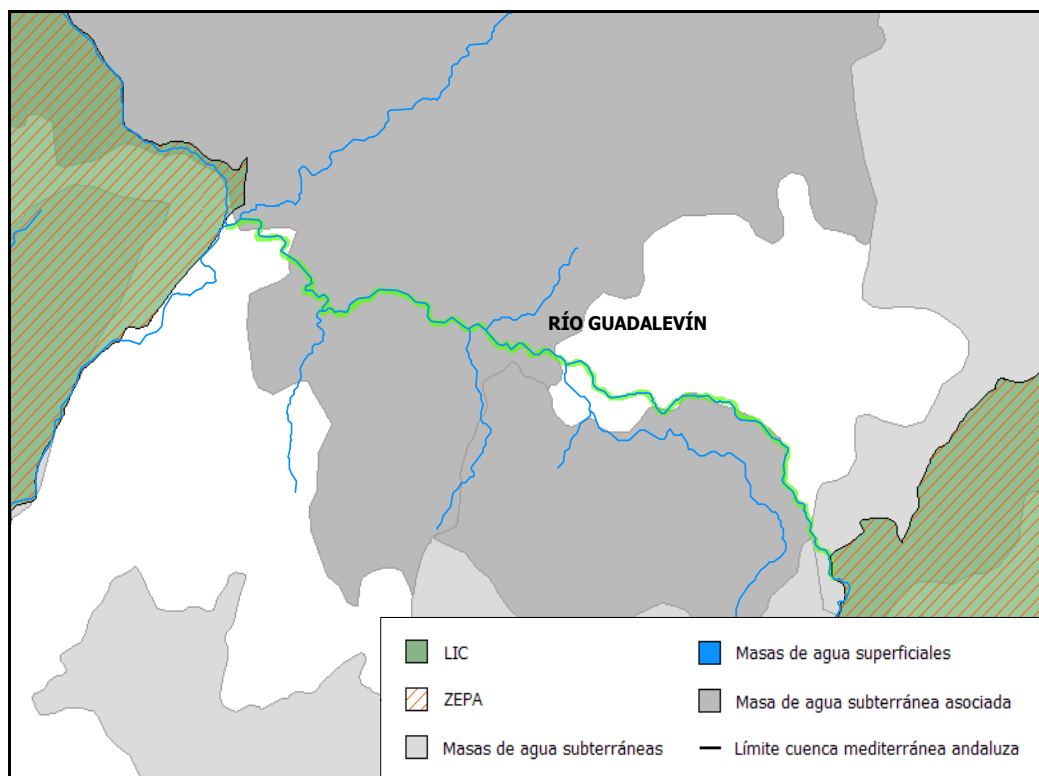 RÍO GUADALEVÍN
LIC
ZEPA
Masas de agua subterráneas
Masas de agua superficiales
Masa de agua subterránea asociada
Límite cuenca mediterránea andaluza